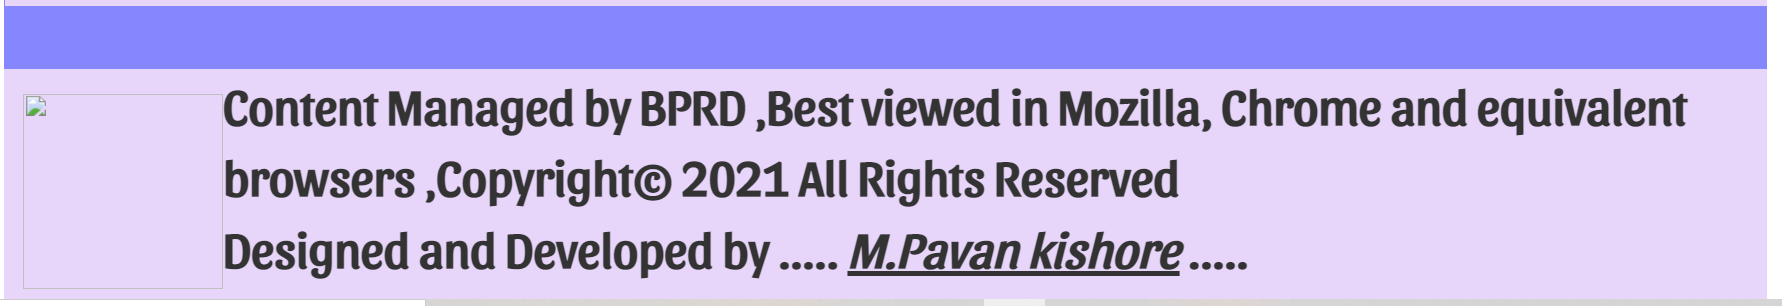 Content Managed by BPRD ,Best viewed in Mozilla, Chrome and equivalent
browsers ,Copyright© 2021 All Rights Reserved
Designed and Developed by ..... M.Pavan kishore .....